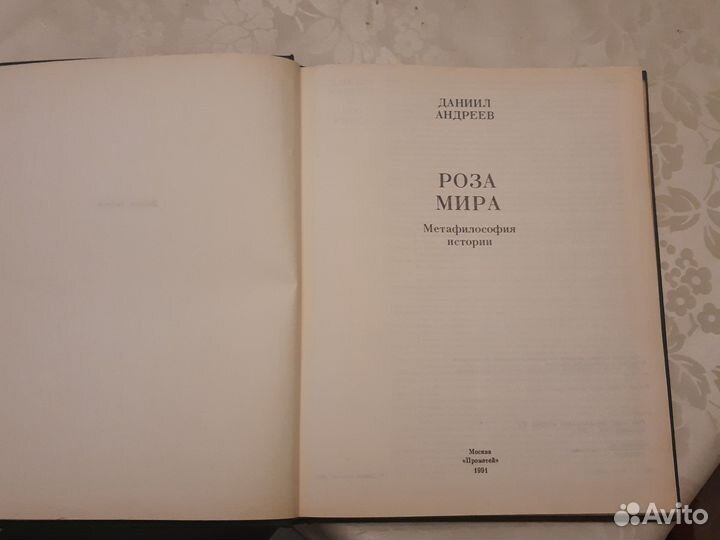 ДАНИИЛ
АНДРЕЕВ
РОЗА
МИРА
Метафилософия
истории
Москва
«Прометей»
1991
Avito